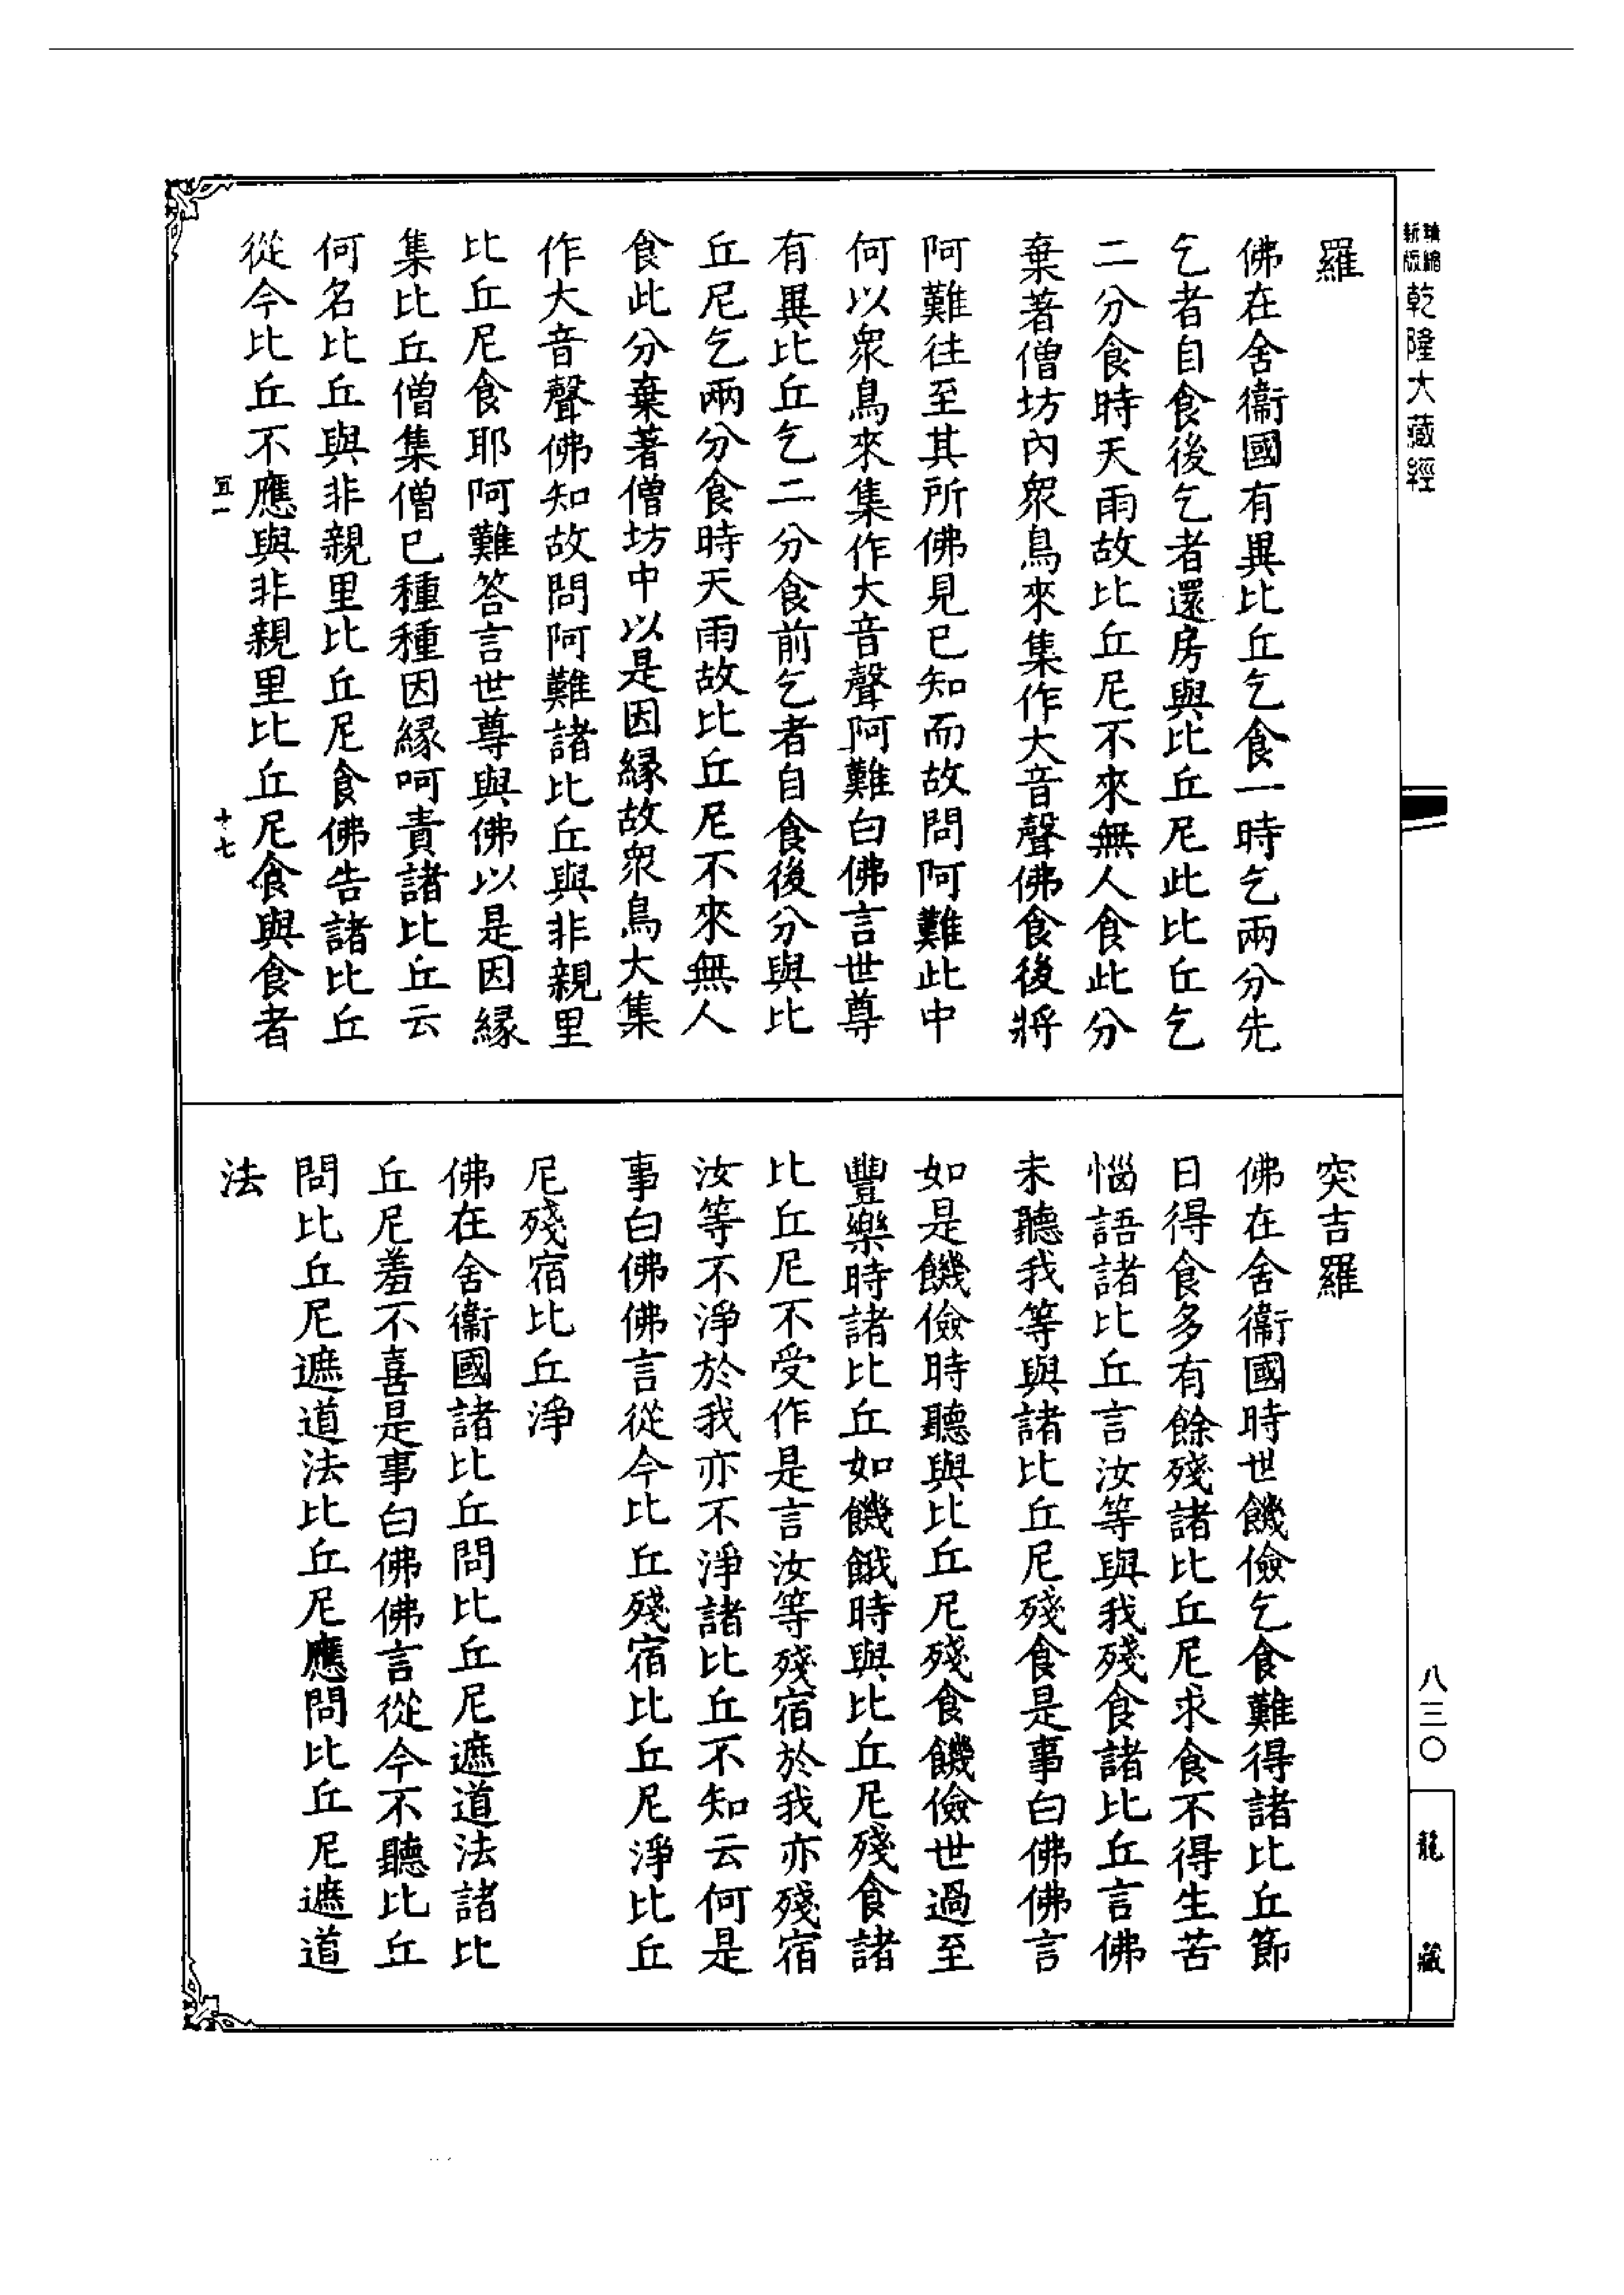 乾隆大藏經
羅
佛在舍衞國有異比丘乞食一時乞兩分先
乞者自食後乞者還房與比丘尼此比丘乞
二分食時天雨故比丘尼不來無人食此分
棄著僧坊內衆鳥來集作大音聲佛食後將
阿難往至其所佛見已知而故問阿難此中
何以衆鳥來集作大音聲阿難白佛言世尊
有異比丘乞二分食前乞者自食後分與比
丘尼乞兩分食時天雨故比丘尼不來無人
食此分棄著僧坊中以是因緣故衆鳥大集
作大音聲佛知故問阿難諸比丘與非親里
比丘尼食耶阿難答言世尊與佛以是因緣
集比丘僧集僧已種種因緣呵責諸比丘云
何名比丘與非親里比丘尼食佛告諸比丘
從今比丘不應與非親里比丘尼食與食者
十七
突吉羅
佛在舍衞國時世饑儉乞食難得諸比丘節
日得食多有餘殘諸比丘尼求食不得生苦
惱語諸比丘言汝等與我殘食諸比丘言佛
未聽我等與諸比丘尼殘食是事白佛佛言
如是饑儉時聽與比丘尼殘食饑儉世過至
豐樂時諸比丘如饑餓時與比丘尼殘食諸
比丘尼不受作是言汝等殘宿於我亦殘宿
汝等不淨於我亦不淨諸比丘不知云何是
事白佛佛言從今比丘殘宿比丘尼淨比丘
尼殘宿比丘淨
佛在舍衞國諸比丘問比丘尼遮道法諸比
丘尼羞不喜是事白佛佛言從今不聽比丘
問比丘尼遮道法比丘尼應問比丘尼遮道
法
八三〇
龍藏